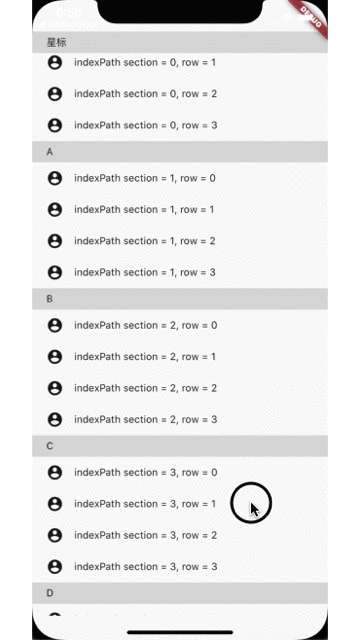 DEBUG
星标
indexPath section = 0, row = 1
indexPath section = 0, row = 2
indexPath section = 0, row = 3
A
indexPath section = 1, row = 0
indexPath section = 1, row = 1
indexPath section = 1, row = 2
indexPath section = 1, row = 3
B
indexPath section = 2, row = 0
indexPath section = 2, row = 1
indexPath section = 2, row = 2
indexPath section = 2, row = 3
C
indexPath section = 3, row = 0
indexPath section = 3, row = 1
indexPath section = 3, row = 2
indexPath section = 3, row = 3
D